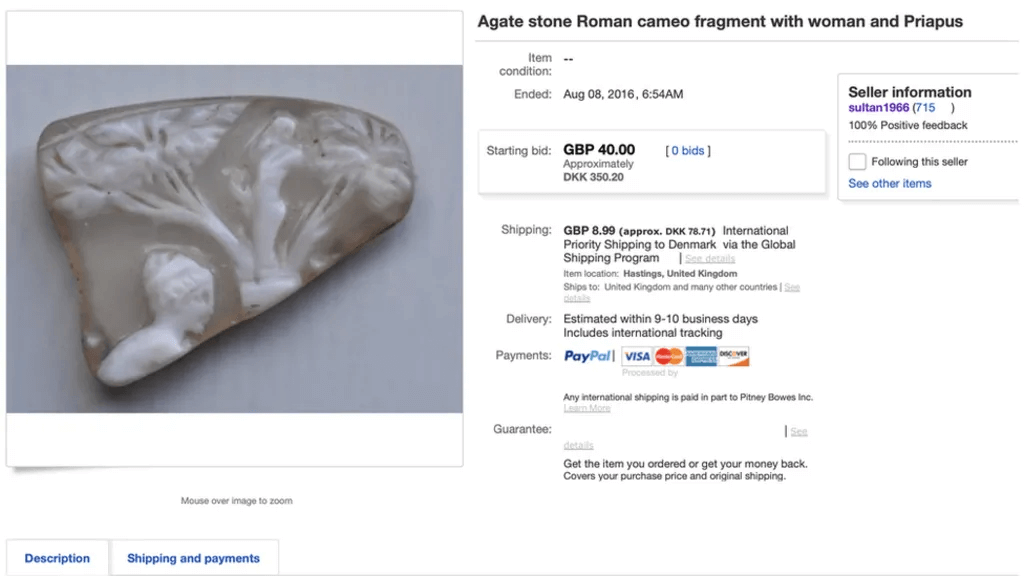 Agate stone Roman cameo fragment with woman and Priapus
Item condition: --
Ended: Aug 08, 2016, 6:54AM
Starting bid: GBP 40.00 [ 0 bids ]
Approximately
DKK 350.20
Shipping: GBP 8.99 (approx. DKK 78.71) International
Priority Shipping to Denmark via the Global
Shipping Program | See details
Item location: Hastings, United Kingdom
Ships to: United Kingdom and many other countries | See
details
Delivery: Estimated within 9-10 business days
Includes international tracking
Payments: PayPal | VISA MasterCard AMERICAN EXPRESS DISCOVER
Processed by
Any international shipping is paid in part to Pitney Bowes Inc.
Learn More
Guarantee: | See
details
Get the item you ordered or get your money back.
Covers your purchase price and original shipping.
Seller information
sultan1966 (715 )
100% Positive feedback
Following this seller
See other items
Mouse over image to zoom
Description
Shipping and payments